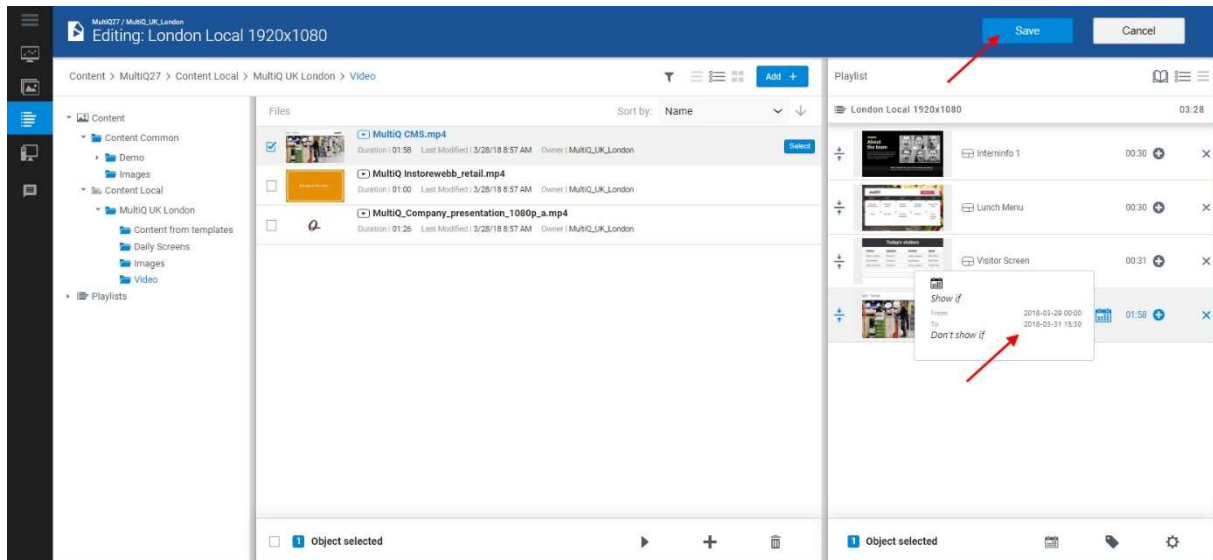 MultiQ27 / MultiQ_UK_London
Editing: London Local 1920x1080
Save
Cancel
Content > MultiQ27 > Content Local > MultiQ UK London > Video
Add +
Playlist
Content
Content Common
Demo
Images
Content Local
MultiQ UK London
Content from templates
Daily Screens
Images
Video
Playlists
Files
Sort by: Name
MultiQ CMS.mp4
Duration | 01:58 Last Modified | 3/28/18 8:57 AM Owner | MultiQ_UK_London
Select
MultiQ Instorewebb_retail.mp4
Duration | 01:00 Last Modified | 3/28/18 8:57 AM Owner | MultiQ_UK_London
MultiQ_Company_presentation_1080p_a.mp4
Duration | 01:26 Last Modified | 3/28/18 8:57 AM Owner | MultiQ_UK_London
London Local 1920x1080 03:28
About the team
Interninfo 1 00:30
Lunch Menu 00:30
Today's visitors
Visitor Screen 00:31
01:58
Show if
From 2018-03-29 00:00
To 2018-03-31 15:30
Don't show if
1 Object selected
1 Object selected